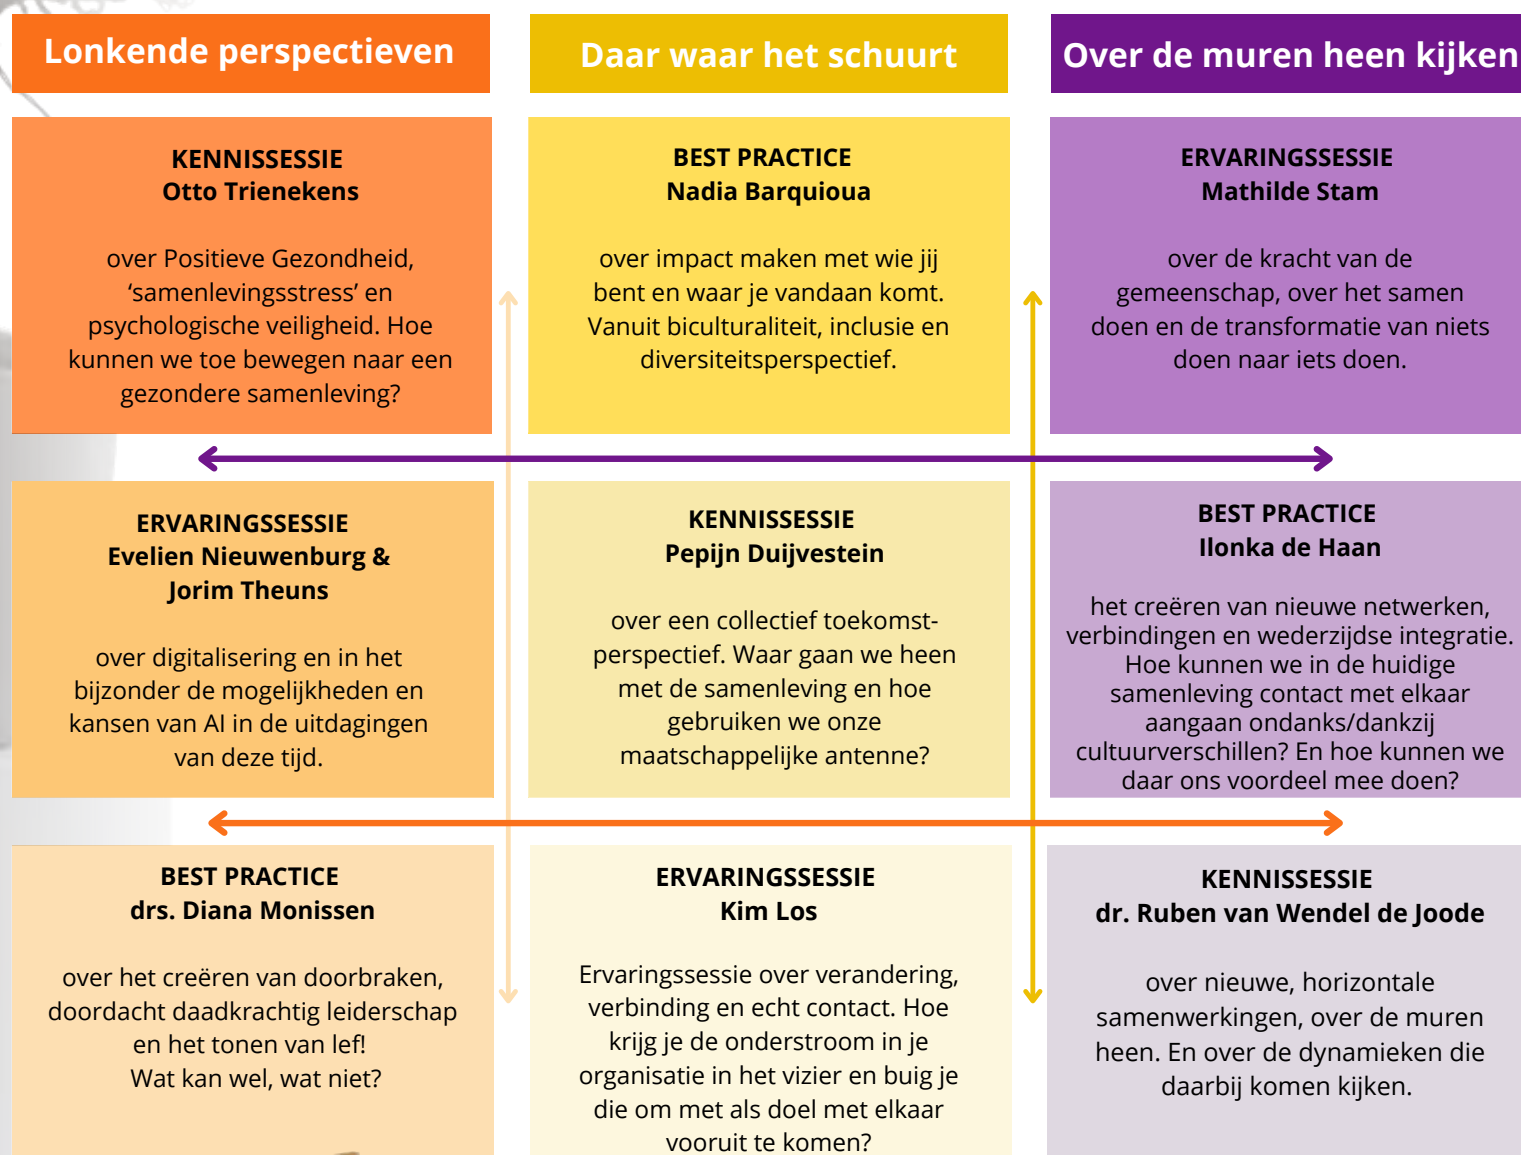 Lonkende perspectieven
Daar waar het schuurt
Over de muren heen kijken
KENNISSESSIE
Otto Trienekens
over Positieve Gezondheid,
‘samenlevingsstress’ en
psychologische veiligheid. Hoe
kunnen we toe bewegen naar een
gezondere samenleving?
BEST PRACTICE
Nadia Barquioua
over impact maken met wie jij
bent en waar je vandaan komt.
Vanuit biculturaliteit, inclusie en
diversiteitsperspectief.
ERVARINGSSESSIE
Mathilde Stam
over de kracht van de
gemeenschap, over het samen
doen en de transformatie van niets
doen naar iets doen.
ERVARINGSSESSIE
Evelien Nieuwenburg &
Jorim Theuns
over digitalisering en in het
bijzonder de mogelijkheden en
kansen van AI in de uitdagingen
van deze tijd.
KENNISSESSIE
Pepijn Duijvestein
over een collectief toekomst-
perspectief. Waar gaan we heen
met de samenleving en hoe
gebruiken we onze
maatschappelijke antenne?
BEST PRACTICE
Ilonka de Haan
het creëren van nieuwe netwerken,
verbindingen en wederzijdse integratie.
Hoe kunnen we in de huidige
samenleving contact met elkaar
aangaan ondanks/dankzij
cultuurverschillen? En hoe kunnen we
daar ons voordeel mee doen?
BEST PRACTICE
drs. Diana Monissen
over het creëren van doorbraken,
doordacht daadkrachtig leiderschap
en het tonen van lef!
Wat kan wel, wat niet?
ERVARINGSSESSIE
Kim Los
Ervaringssessie over verandering,
verbinding en echt contact. Hoe
krijg je de onderstroom in je
organisatie in het vizier en buig je
die om met als doel met elkaar
vooruit te komen?
KENNISSESSIE
dr. Ruben van Wendel de Joode
over nieuwe, horizontale
samenwerkingen, over de muren
heen. En over de dynamieken die
daarbij komen kijken.